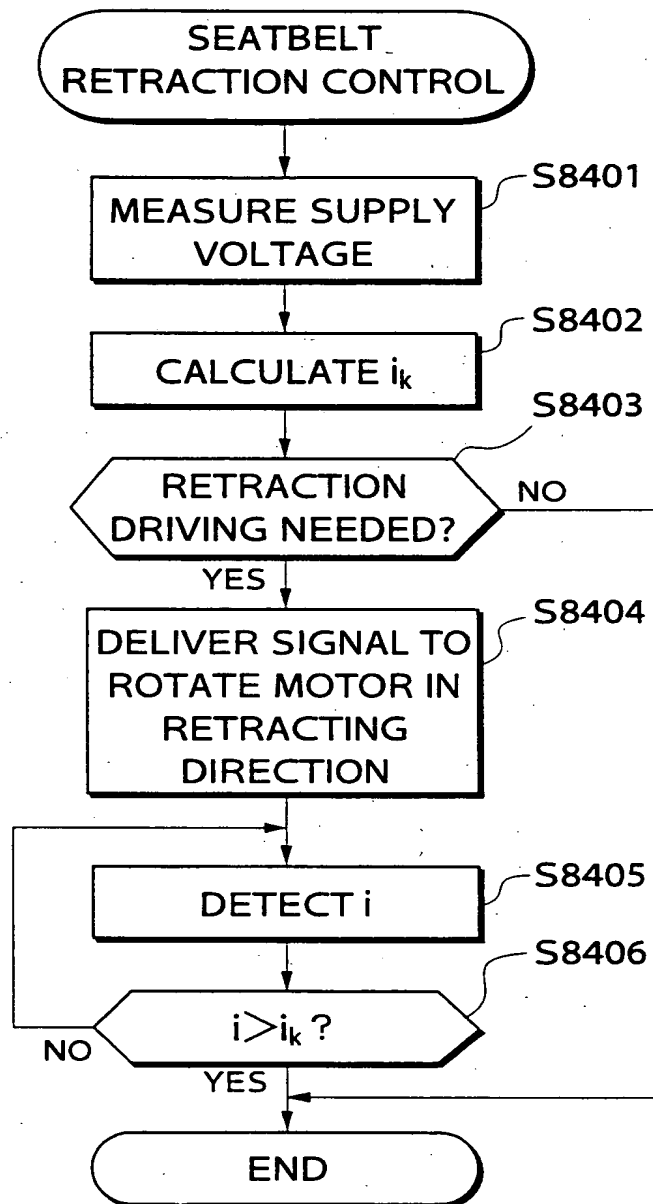 SEATBELT
RETRACTION CONTROL
S8401
MEASURE SUPPLY
VOLTAGE
S8402
CALCULATE iₖ
S8403
RETRACTION
DRIVING NEEDED?
NO
YES
S8404
DELIVER SIGNAL TO
ROTATE MOTOR IN
RETRACTING
DIRECTION
S8405
DETECT i
S8406
i>iₖ ?
NO
YES
END